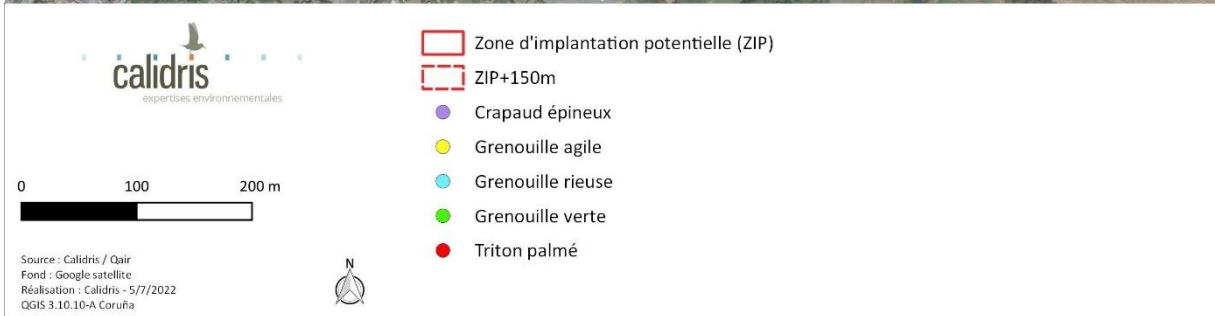 calidris
expertises environnementales
0 100 200 m
Source : Calidris / Qair
Fond : Google satellite
Réalisation : Calidris - 5/7/2022
QGIS 3.10.10-A Coruña
N
Zone d'implantation potentielle (ZIP)
ZIP+150m
Crapaud épineux
Grenouille agile
Grenouille rieuse
Grenouille verte
Triton palmé